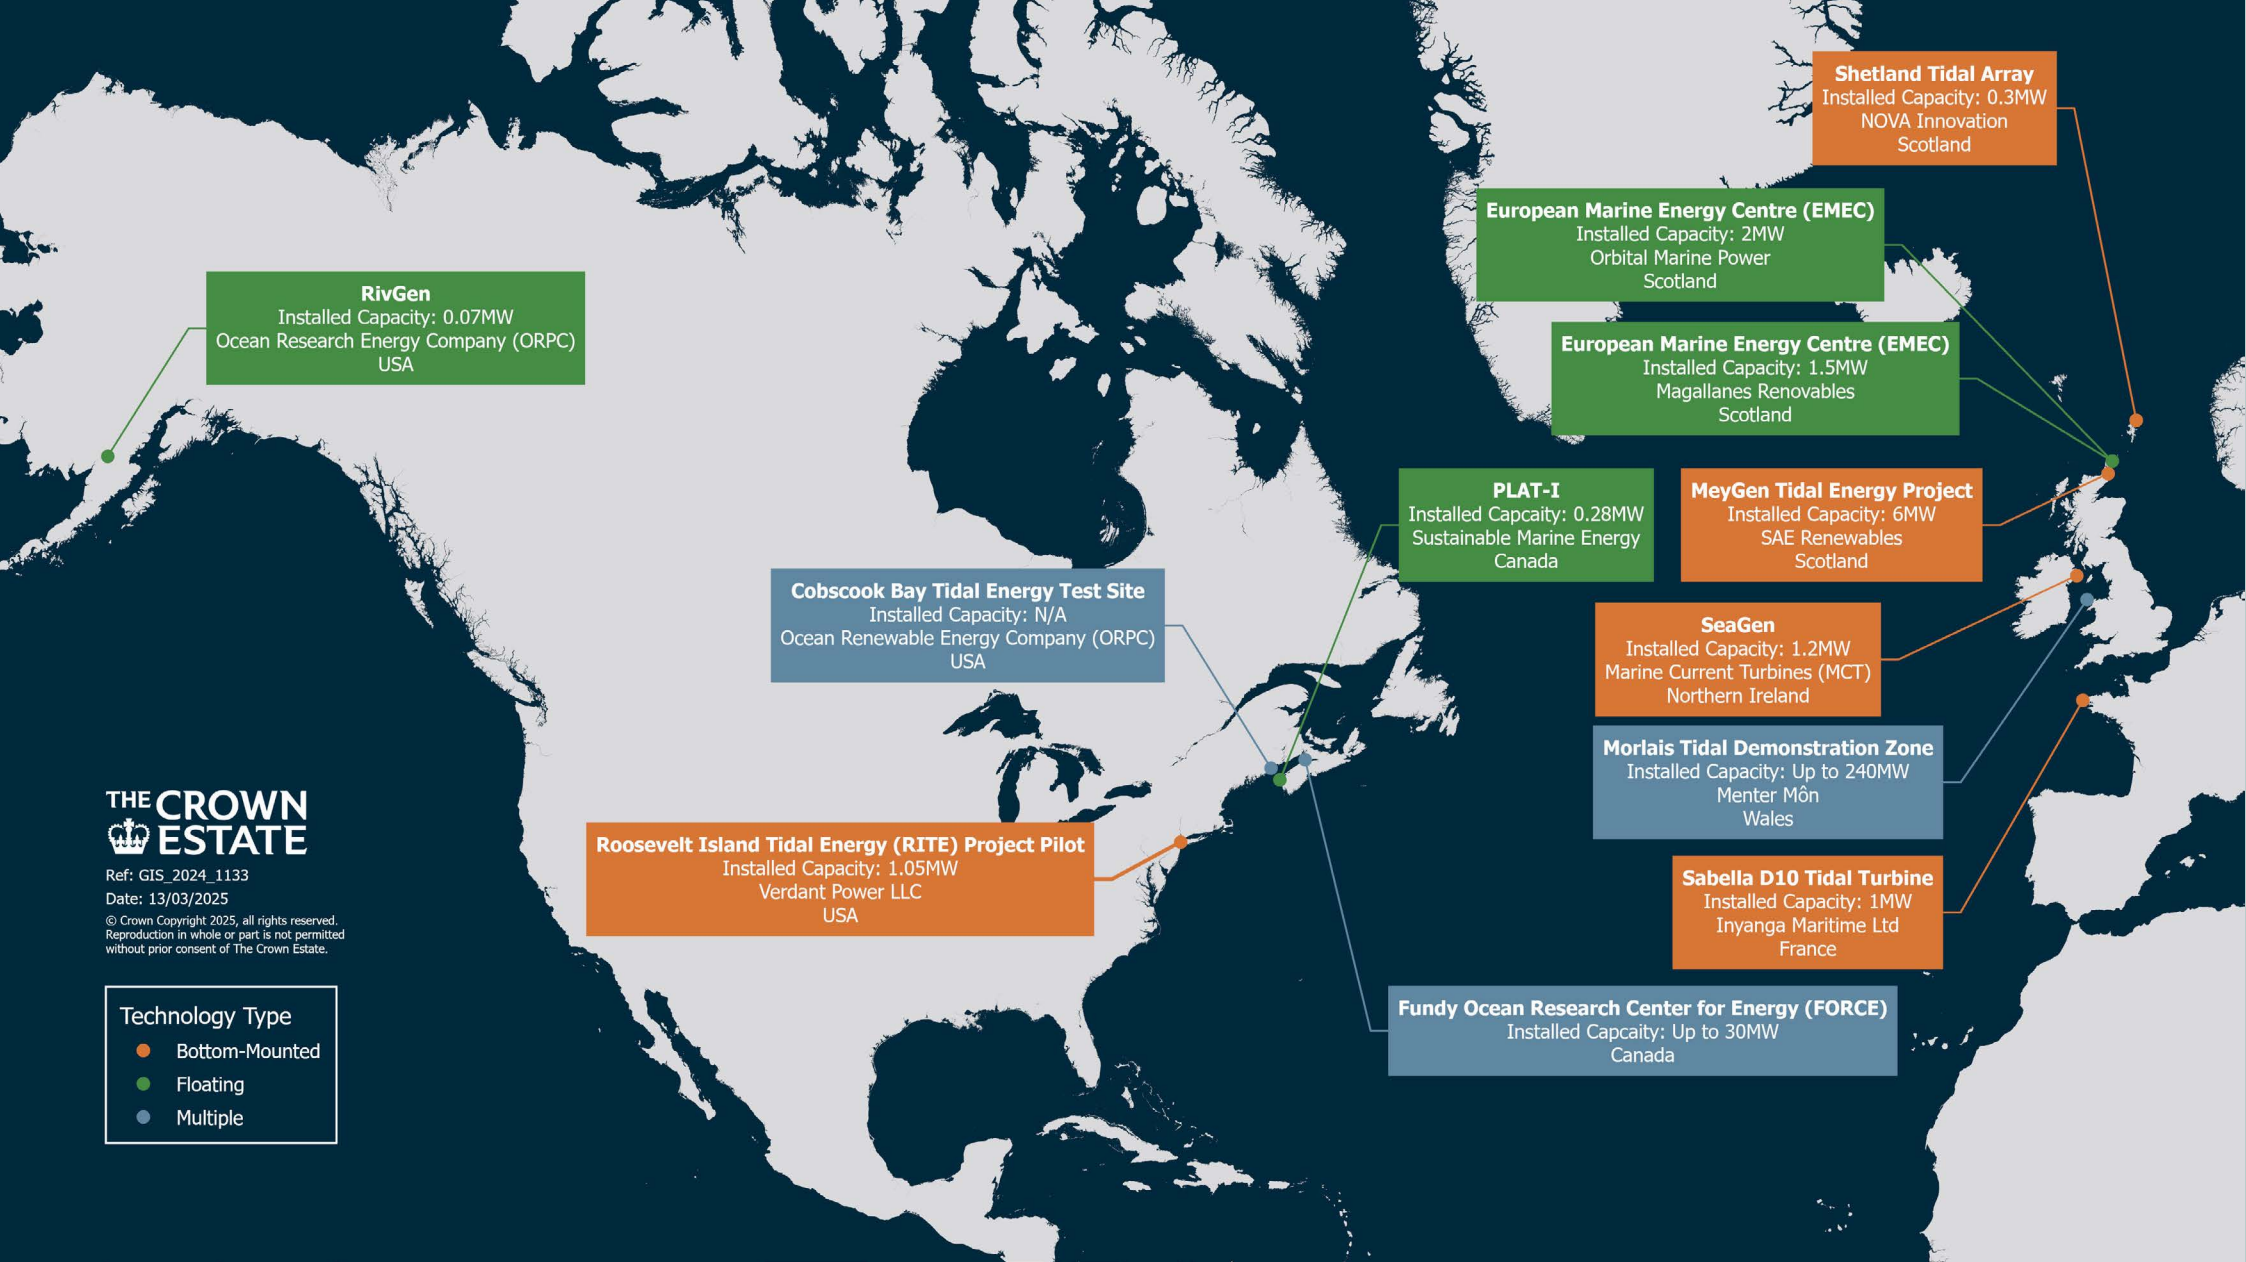 Shetland Tidal Array
Installed Capacity: 0.3MW
NOVA Innovation
Scotland
European Marine Energy Centre (EMEC)
Installed Capacity: 2MW
Orbital Marine Power
Scotland
RivGen
Installed Capacity: 0.07MW
Ocean Research Energy Company (ORPC)
USA
European Marine Energy Centre (EMEC)
Installed Capacity: 1.5MW
Magallanes Renovables
Scotland
PLAT-I
Installed Capcaity: 0.28MW
Sustainable Marine Energy
Canada
MeyGen Tidal Energy Project
Installed Capacity: 6MW
SAE Renewables
Scotland
Cobscook Bay Tidal Energy Test Site
Installed Capacity: N/A
Ocean Renewable Energy Company (ORPC)
USA
SeaGen
Installed Capacity: 1.2MW
Marine Current Turbines (MCT)
Northern Ireland
Morlais Tidal Demonstration Zone
Installed Capacity: Up to 240MW
Menter Môn
Wales
Roosevelt Island Tidal Energy (RITE) Project Pilot
Installed Capacity: 1.05MW
Verdant Power LLC
USA
Sabella D10 Tidal Turbine
Installed Capacity: 1MW
Inyanga Maritime Ltd
France
Fundy Ocean Research Center for Energy (FORCE)
Installed Capcaity: Up to 30MW
Canada
THE CROWN
ESTATE
Ref: GIS_2024_1133
Date: 13/03/2025
© Crown Copyright 2025, all rights reserved.
Reproduction in whole or part is not permitted
without prior consent of The Crown Estate.
Technology Type
Bottom-Mounted
Floating
Multiple